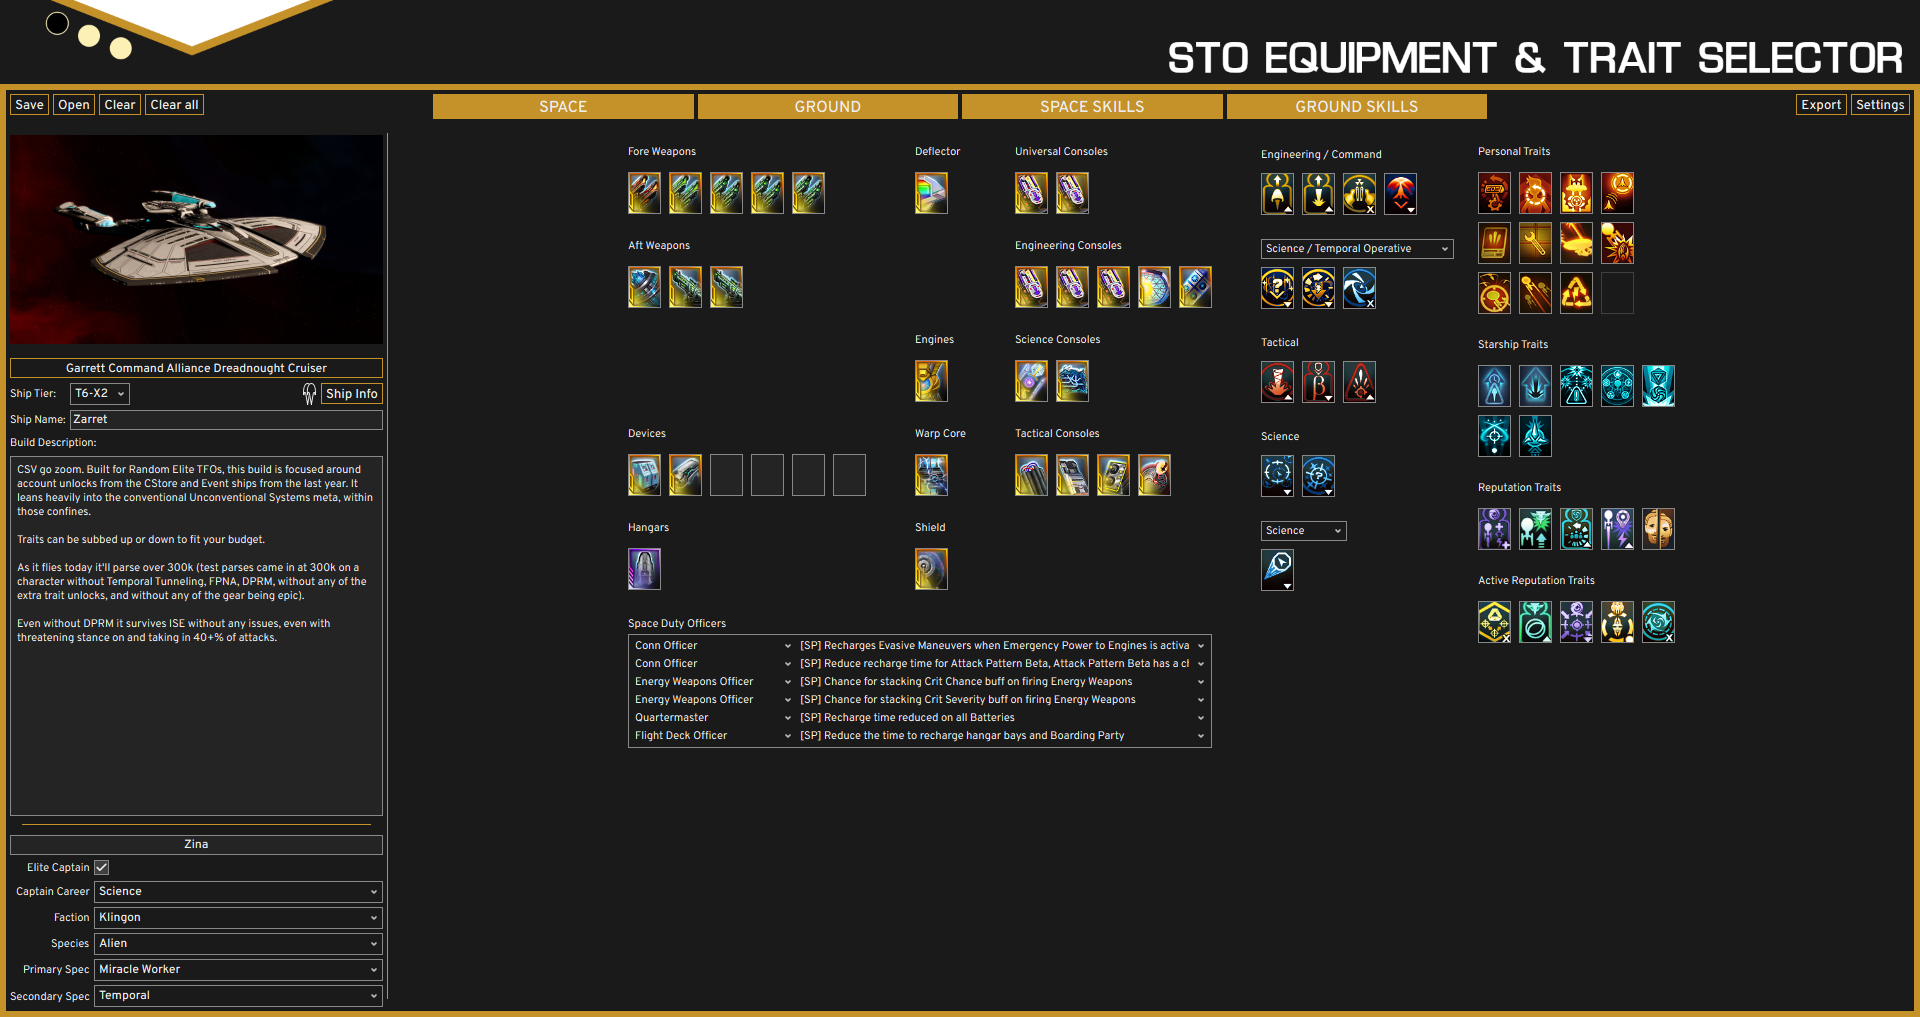 STO EQUIPMENT & TRAIT SELECTOR
Save Open Clear Clear all
SPACE GROUND SPACE SKILLS GROUND SKILLS
Export Settings
Garrett Command Alliance Dreadnought Cruiser
Ship Tier: T6-X2 Ship Info
Ship Name: Zarret
Build Description:
CSV go zoom. Built for Random Elite TFOs, this build is focused around
account unlocks from the CStore and Event ships from the last year. It
leans heavily into the conventional Unconventional Systems meta, within
those confines.
Traits can be subbed up or down to fit your budget.
As it flies today it'll parse over 300k (test parses came in at 300k on a
character without Temporal Tunneling, FPNA, DPRM, without any of the
extra trait unlocks, and without any of the gear being epic).
Even without DPRM it survives ISE without any issues, even with
threatening stance on and taking in 40+% of attacks.
Zina
Elite Captain
Captain Career Science
Faction Klingon
Species Alien
Primary Spec Miracle Worker
Secondary Spec Temporal
Fore Weapons
Aft Weapons
Devices
Hangars
Deflector
Engines
Warp Core
Shield
Universal Consoles
Engineering Consoles
Science Consoles
Tactical Consoles
Space Duty Officers
Conn Officer [SP] Recharges Evasive Maneuvers when Emergency Power to Engines is activa
Conn Officer [SP] Reduce recharge time for Attack Pattern Beta, Attack Pattern Beta has a cl
Energy Weapons Officer [SP] Chance for stacking Crit Chance buff on firing Energy Weapons
Energy Weapons Officer [SP] Chance for stacking Crit Severity buff on firing Energy Weapons
Quartermaster [SP] Recharge time reduced on all Batteries
Flight Deck Officer [SP] Reduce the time to recharge hangar bays and Boarding Party
Engineering / Command
Science / Temporal Operative
Tactical
Science
Science
Personal Traits
Starship Traits
Reputation Traits
Active Reputation Traits